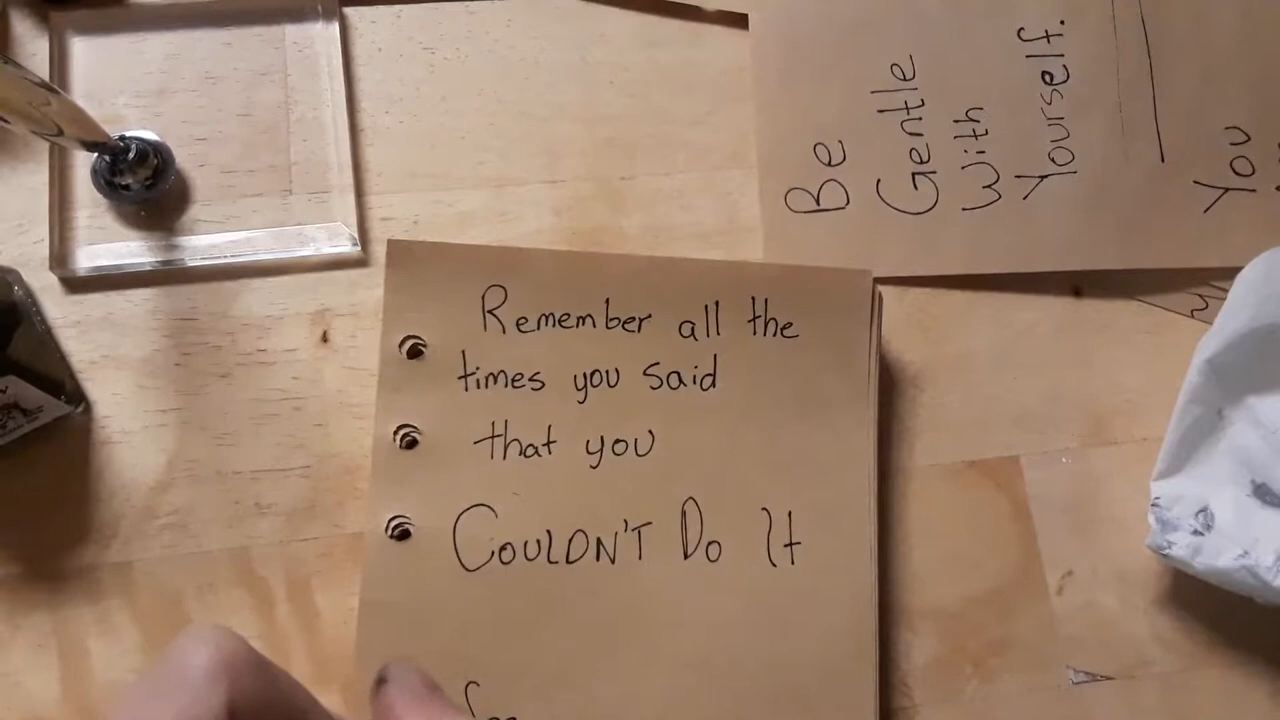 Remember all the
times you said
that you
COULDN'T DO It
Be
Gentle
With
Yourself.
You